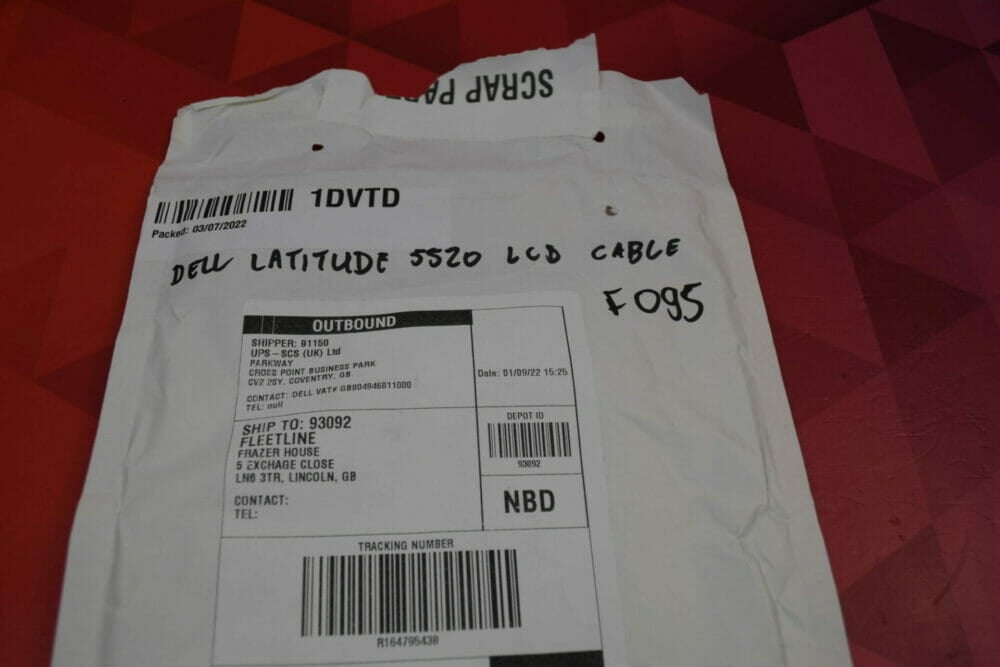 SCRAP PA
1DVTD
Packed: 03/07/2022
DELL LATITUDE 5520 LCD CABLE
F095
OUTBOUND
SHIPPER: 91150
UPS-SCS (UK) Ltd
PARKWAY
CROSS POINT BUSINESS PARK
CV2 2SY, COVENTRY, GB
CONTACT: DELL VAT# GB804946811000
TEL: null
Date: 01/09/22 15:25
SHIP TO: 93092
FLEETLINE
FRAZER HOUSE
5 EXCHAGE CLOSE
LN6 3TR, LINCOLN, GB
CONTACT:
TEL:
DEPOT ID
93092
NBD
TRACKING NUMBER
R164795438